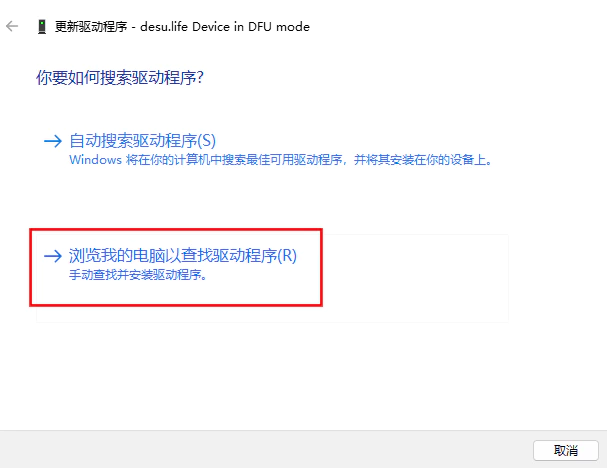 更新驱动程序 - desu.life Device in DFU mode
你要如何搜索驱动程序?
自动搜索驱动程序(S)
Windows 将在你的计算机中搜索最佳可用驱动程序，并将其安装在你的设备上。
浏览我的电脑以查找驱动程序(R)
手动查找并安装驱动程序。
取消